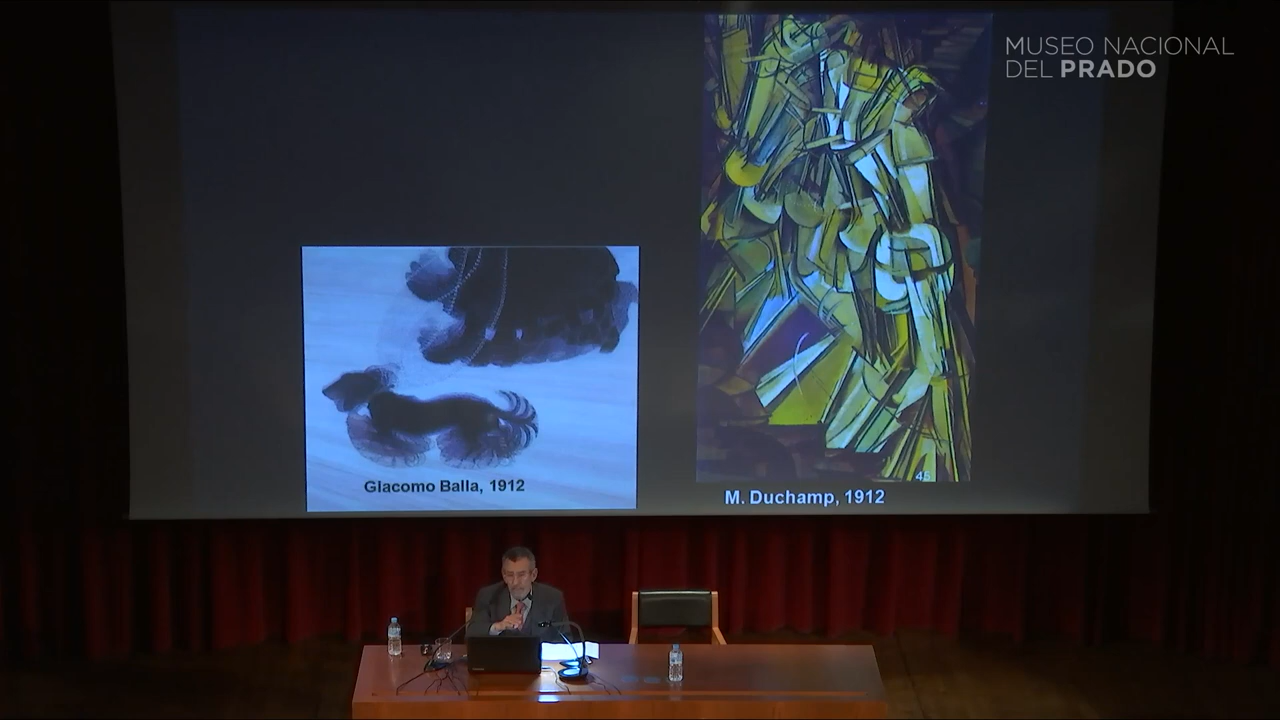 MUSEO NACIONAL
DEL PRADO
Giacomo Balla, 1912
45
M. Duchamp, 1912